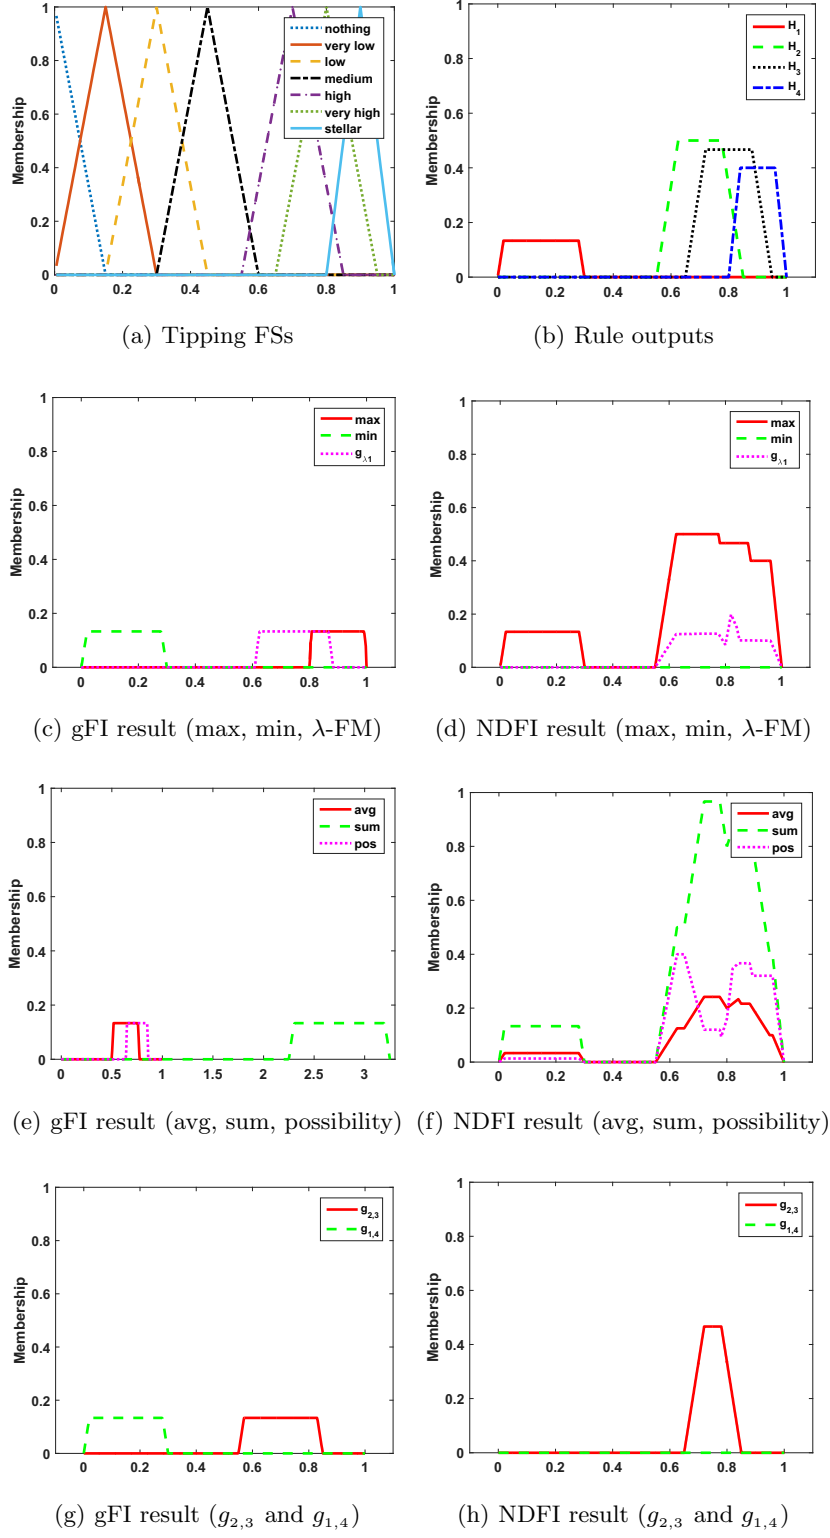 1
0.8
0.6
0.4
0.2
0
Membership
0 0.2 0.4 0.6 0.8 1
nothing
very low
low
medium
high
very high
stellar
(a) Tipping FSs
1
0.8
0.6
0.4
0.2
0
Membership
0 0.2 0.4 0.6 0.8 1
H1
H2
H3
H4
(b) Rule outputs
1
0.8
0.6
0.4
0.2
0
Membership
0 0.2 0.4 0.6 0.8 1
max
min
gλ1
(c) gFI result (max, min, λ-FM)
1
0.8
0.6
0.4
0.2
0
Membership
0 0.2 0.4 0.6 0.8 1
max
min
gλ1
(d) NDFI result (max, min, λ-FM)
1
0.8
0.6
0.4
0.2
0
Membership
0 0.5 1 1.5 2 2.5 3
avg
sum
pos
(e) gFI result (avg, sum, possibility)
1
0.8
0.6
0.4
0.2
0
Membership
0 0.2 0.4 0.6 0.8 1
avg
sum
pos
(f) NDFI result (avg, sum, possibility)
1
0.8
0.6
0.4
0.2
0
Membership
0 0.2 0.4 0.6 0.8 1
g2,3
g1,4
(g) gFI result (g2,3 and g1,4)
1
0.8
0.6
0.4
0.2
0
Membership
0 0.2 0.4 0.6 0.8 1
g2,3
g1,4
(h) NDFI result (g2,3 and g1,4)